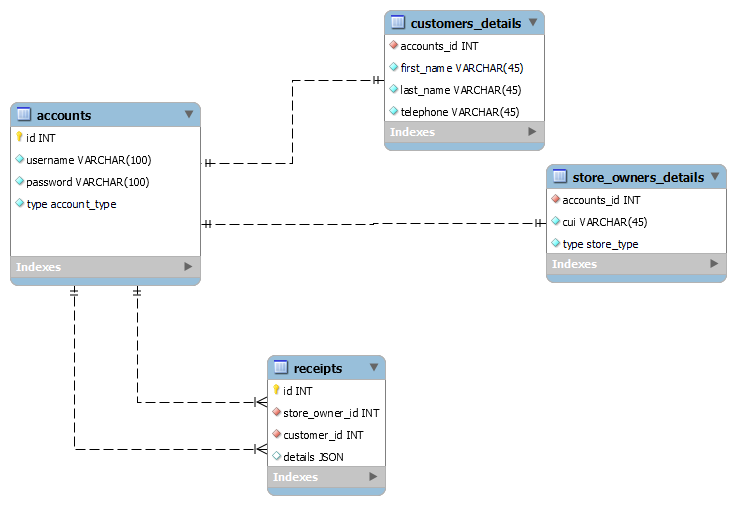 customers_details
accounts_id INT
first_name VARCHAR(45)
last_name VARCHAR(45)
telephone VARCHAR(45)
Indexes
accounts
id INT
username VARCHAR(100)
password VARCHAR(100)
type account_type
Indexes
store_owners_details
accounts_id INT
cui VARCHAR(45)
type store_type
Indexes
receipts
id INT
store_owner_id INT
customer_id INT
details JSON
Indexes